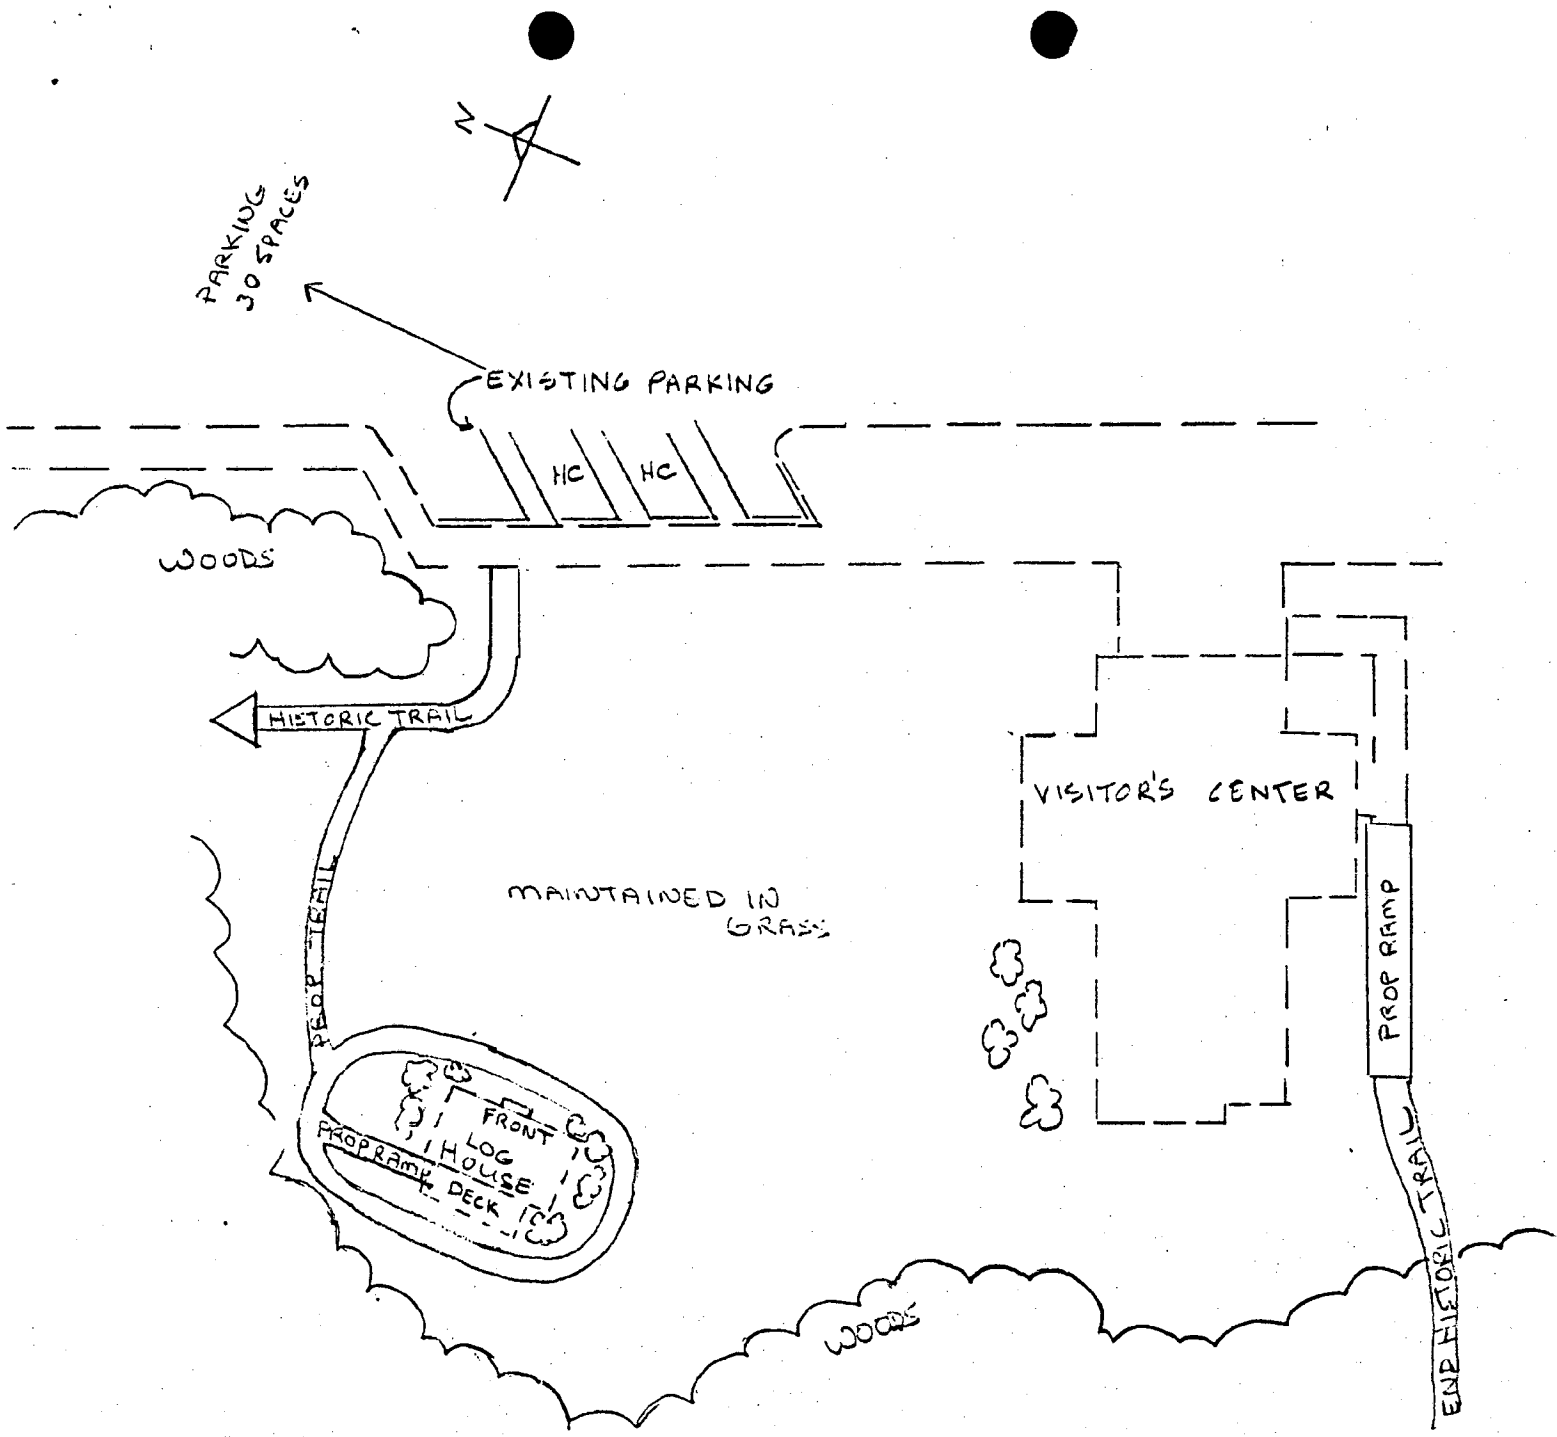 N
PARKING
30 SPACES
EXISTING PARKING
HC
HC
WOODS
HISTORIC TRAIL
VISITOR'S CENTER
PROP TRAIL
MAINTAINED IN
GRASS
PROP RAMP
FRONT
LOG
HOUSE
PROP RAMP
DECK
END HISTORIC TRAIL
WOODS